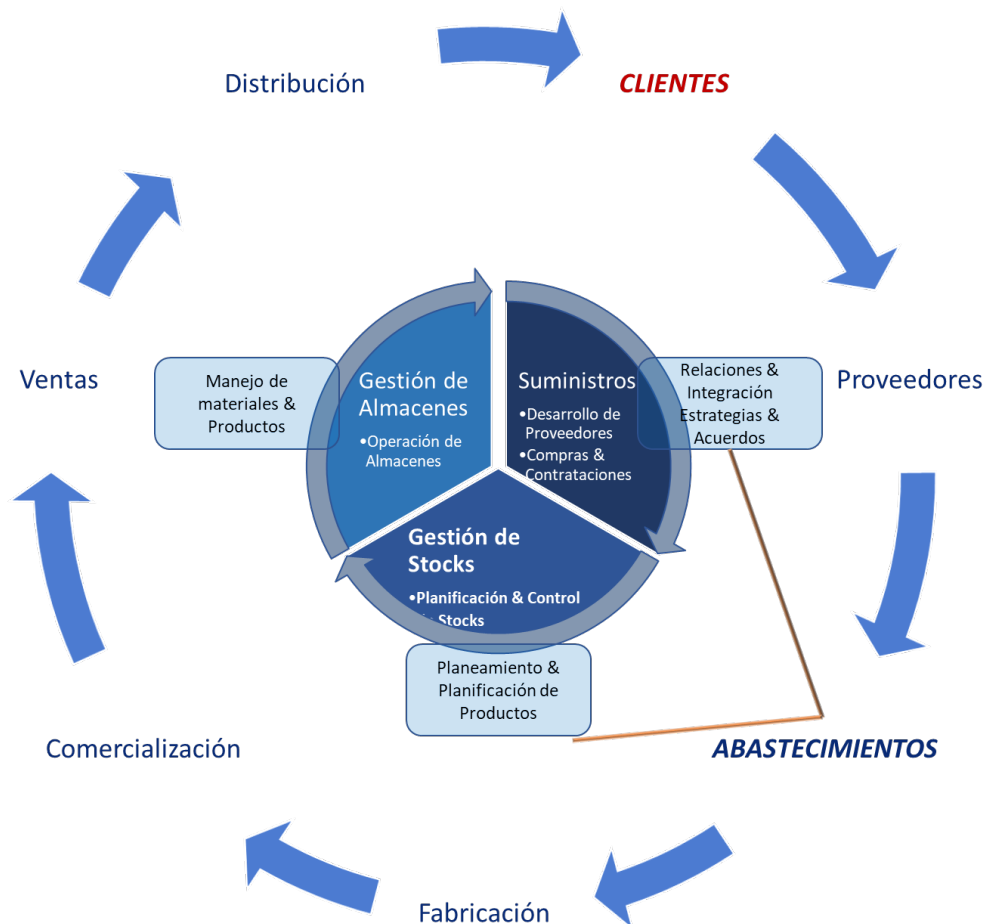 Distribución
CLIENTES
Ventas
Proveedores
Manejo de
materiales &
Productos
Gestión de
Almacenes
•Operación de
Almacenes
Suministros
•Desarrollo de
Proveedores
•Compras &
Contrataciones
Relaciones &
Integración
Estrategias &
Acuerdos
Gestión de
Stocks
•Planificación & Control
Stocks
Planeamiento &
Planificación de
Productos
Comercialización
ABASTECIMIENTOS
Fabricación